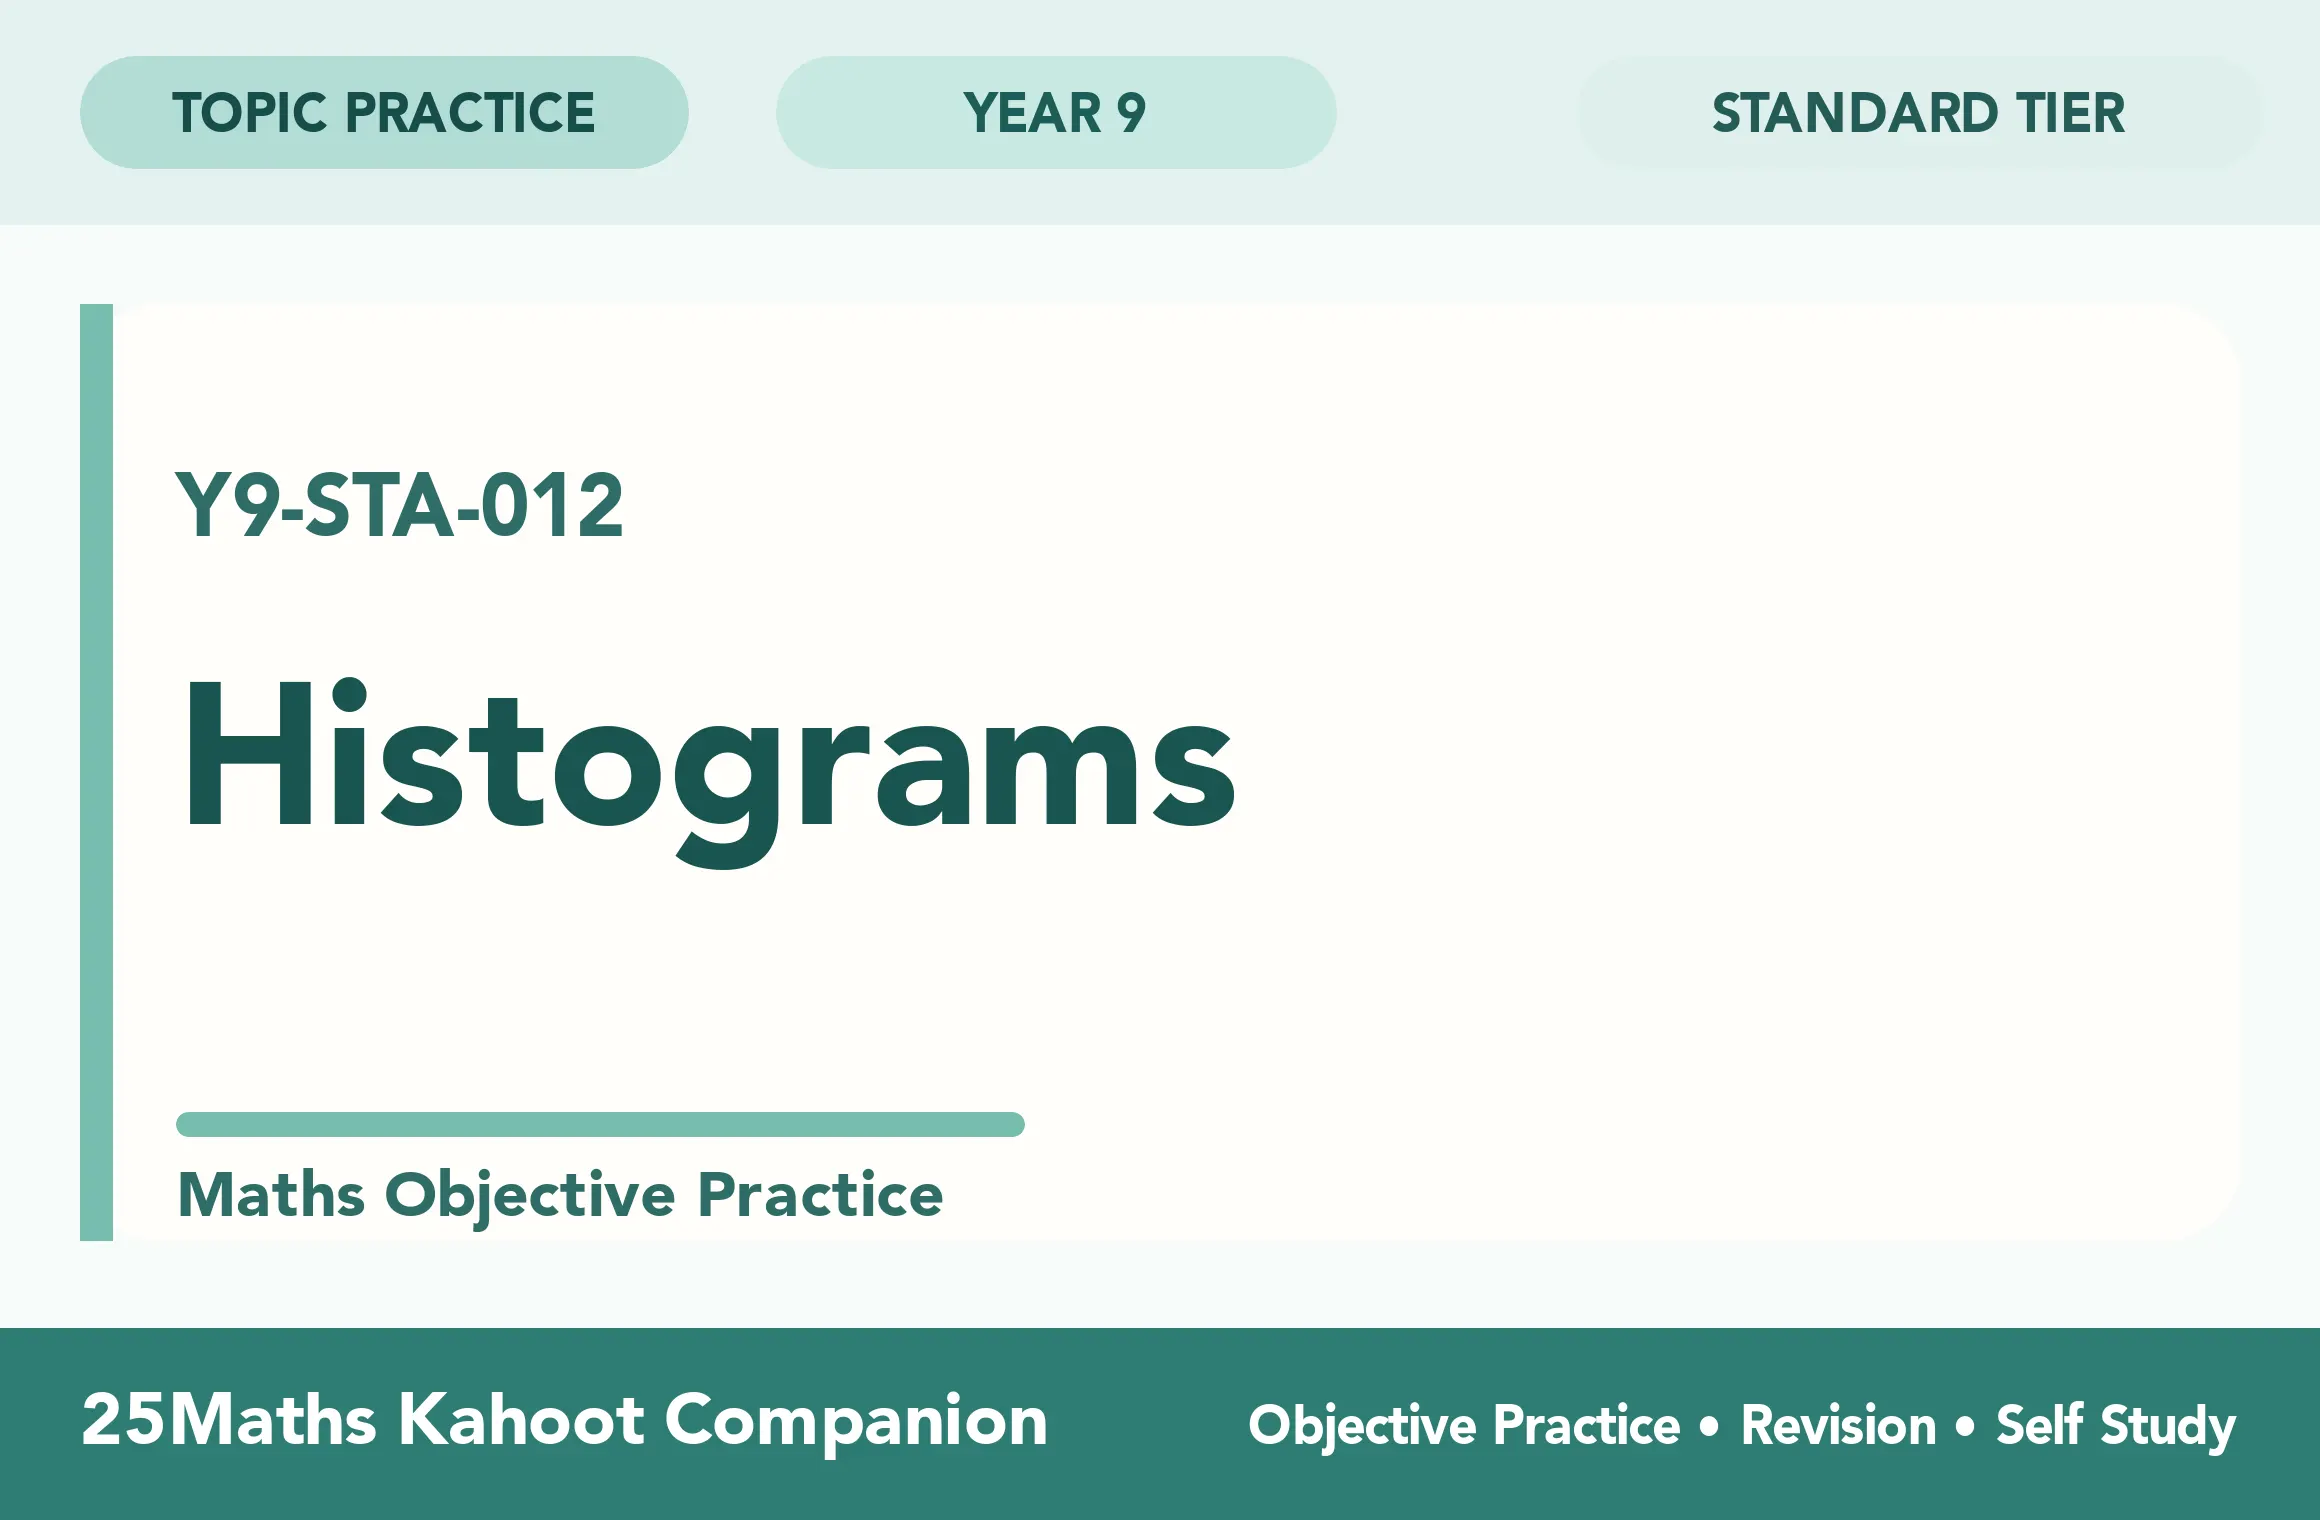 TOPIC PRACTICE
YEAR 9
STANDARD TIER
Y9-STA-012
Histograms
Maths Objective Practice
25Maths Kahoot Companion
Objective Practice • Revision • Self Study